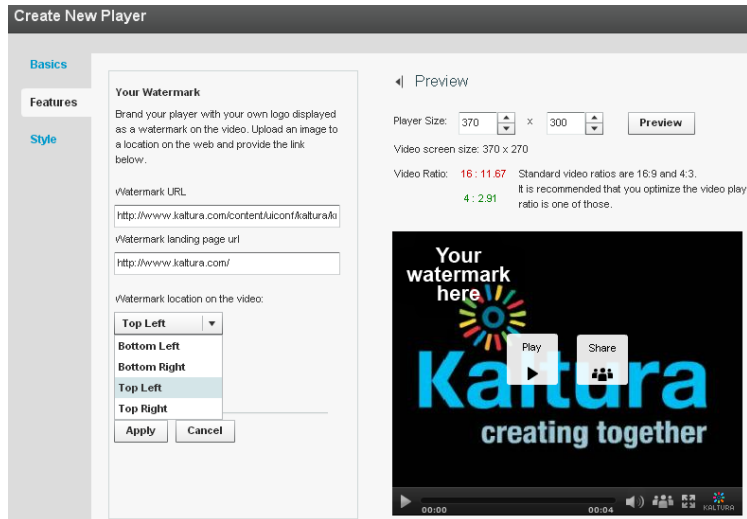 Create New Player
Basics
Features
Style
Your Watermark
Brand your player with your own logo displayed
as a watermark on the video. Upload an image to
a location on the web and provide the link
below.
Watermark URL
http://www.kaltura.com/content/uiconf/kaltura/k
Watermark landing page url
http://www.kaltura.com/
Watermark location on the video:
Top Left
Bottom Left
Bottom Right
Top Left
Top Right
Apply Cancel
Preview
Player Size: 370 x 300 Preview
Video screen size: 370 x 270
Video Ratio: 16 : 11.67 Standard video ratios are 16:9 and 4:3.
It is recommended that you optimize the video play
4 : 2.91 ratio is one of those.
Your
watermark
here
Play Share
Kaltura
creating together
00:00 00:04 KALTURA